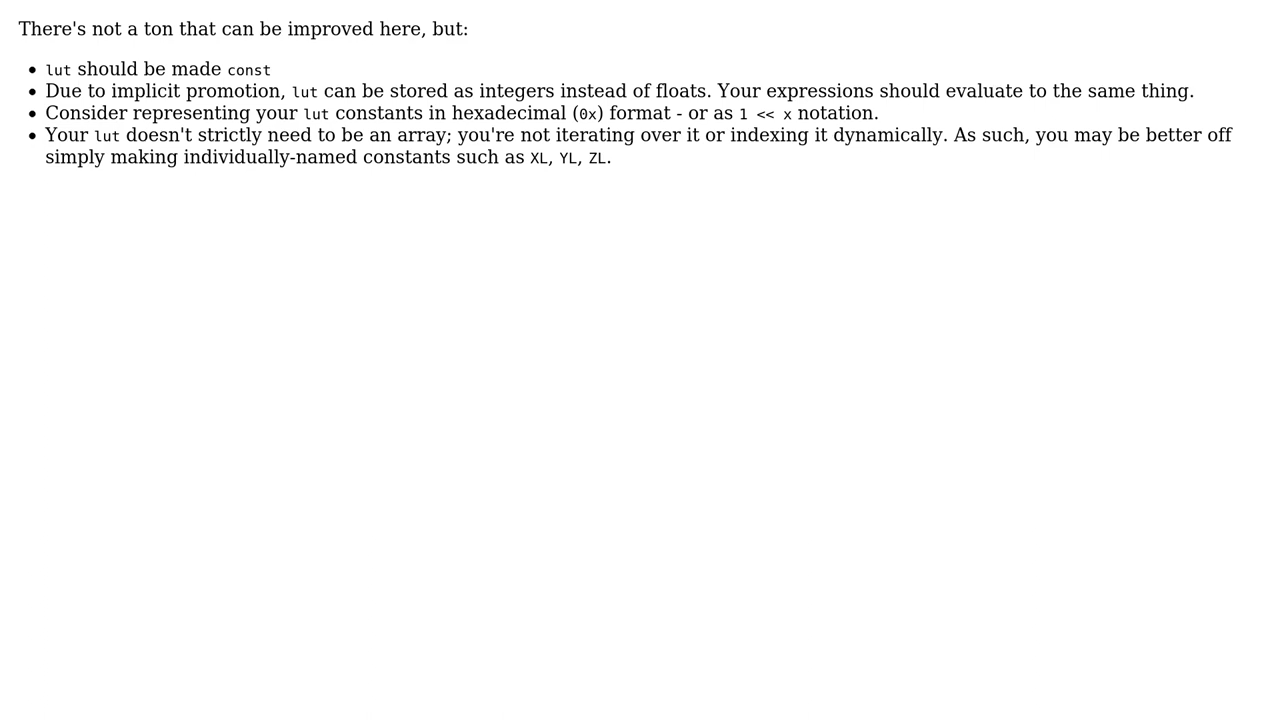 There's not a ton that can be improved here, but:
• lut should be made const
• Due to implicit promotion, lut can be stored as integers instead of floats. Your expressions should evaluate to the same thing.
• Consider representing your lut constants in hexadecimal (0x) format - or as 1 << x notation.
• Your lut doesn't strictly need to be an array; you're not iterating over it or indexing it dynamically. As such, you may be better off
simply making individually-named constants such as XL, YL, ZL.